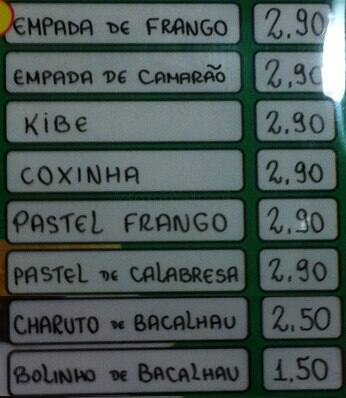 EMPADA DE FRANGO 2,90
EMPADA DE CAMARÃO 2,90
KIBE 2,90
COXINHA 2,90
PASTEL FRANGO 2,90
PASTEL DE CALABRESA 2,90
CHARUTO DE BACALHAU 2,50
BOLINHO DE BACALHAU 1,50